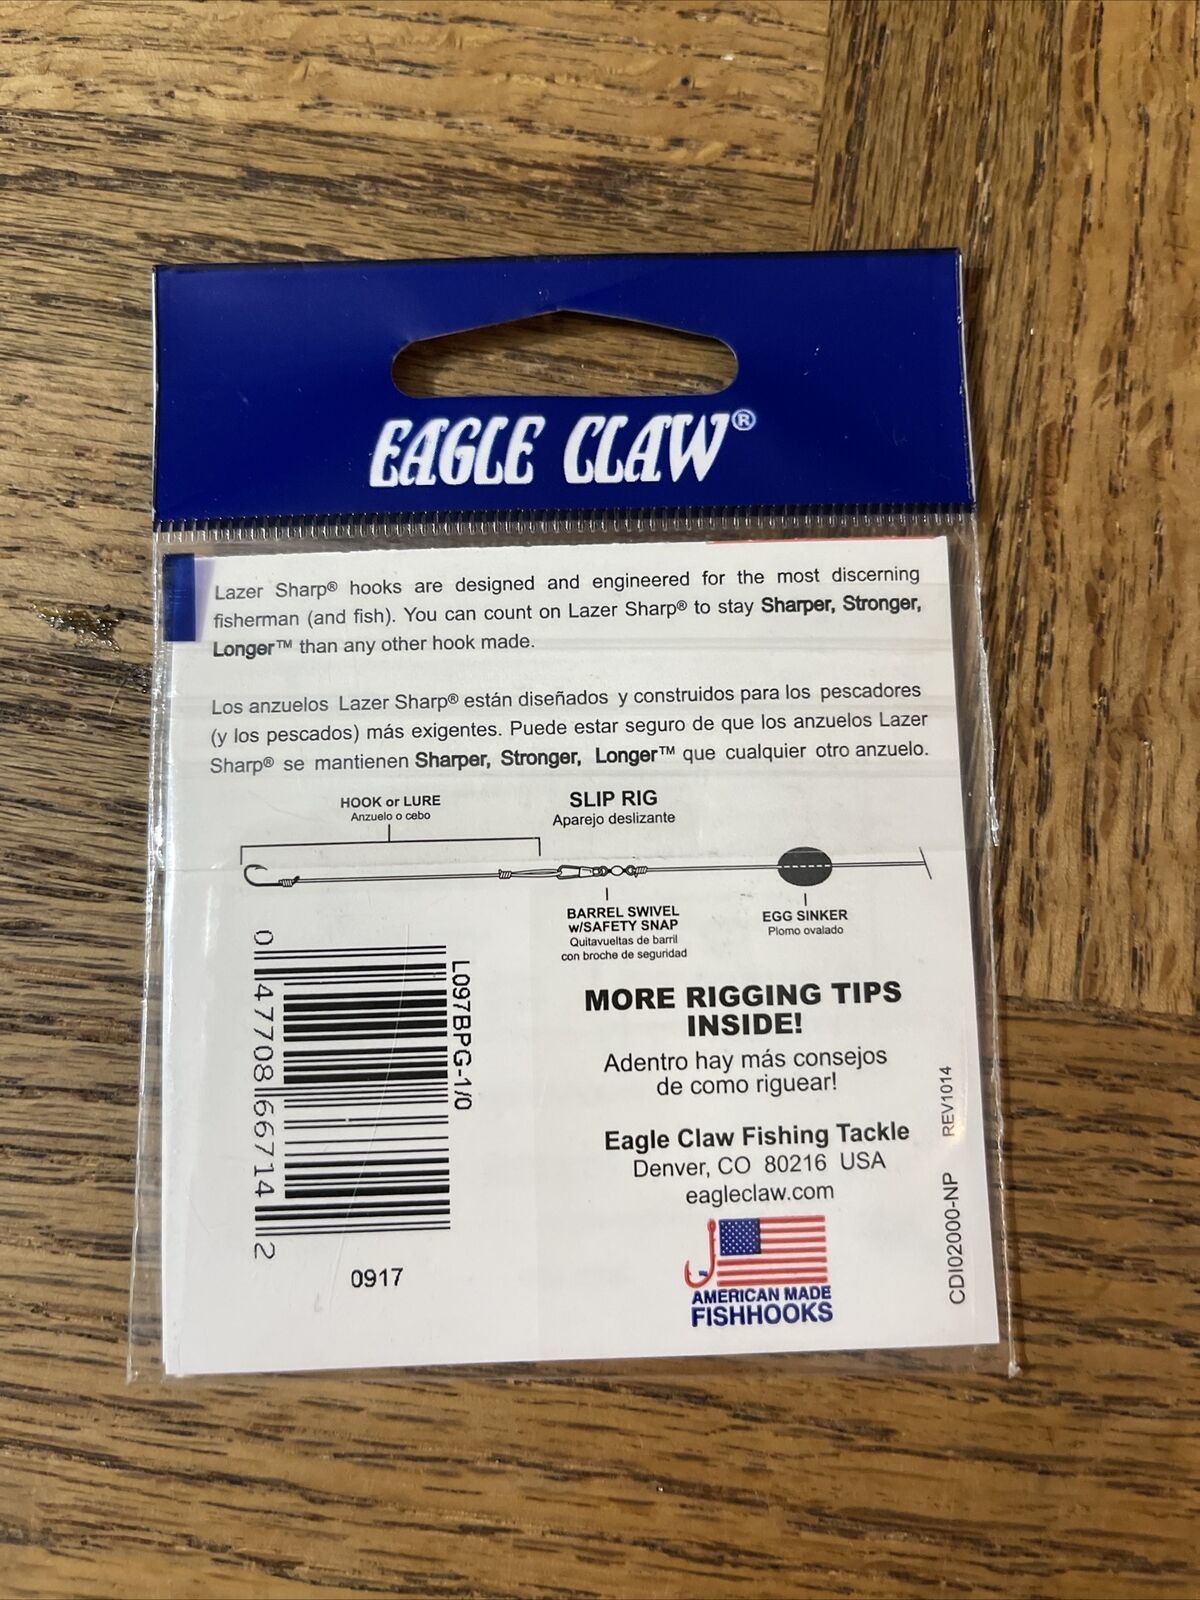 EAGLE CLAW®
Lazer Sharp® hooks are designed and engineered for the most discerning
fisherman (and fish). You can count on Lazer Sharp® to stay Sharper, Stronger,
Longer™ than any other hook made.
Los anzuelos Lazer Sharp® están diseñados y construidos para los pescadores
(y los pescados) más exigentes. Puede estar seguro de que los anzuelos Lazer
Sharp® se mantienen Sharper, Stronger, Longer™ que cualquier otro anzuelo.
HOOK or LURE
Anzuelo o cebo
SLIP RIG
Aparejo deslizante
BARREL SWIVEL
w/SAFETY SNAP
Quitavueltas de barril
con broche de seguridad
EGG SINKER
Plomo ovalado
L097BPG-1/0
0 47708 66714 2
0917
MORE RIGGING TIPS
INSIDE!
Adentro hay más consejos
de como riguear!
Eagle Claw Fishing Tackle
Denver, CO 80216 USA
eagleclaw.com
AMERICAN MADE
FISHHOOKS
CDI02000-NP REV1014